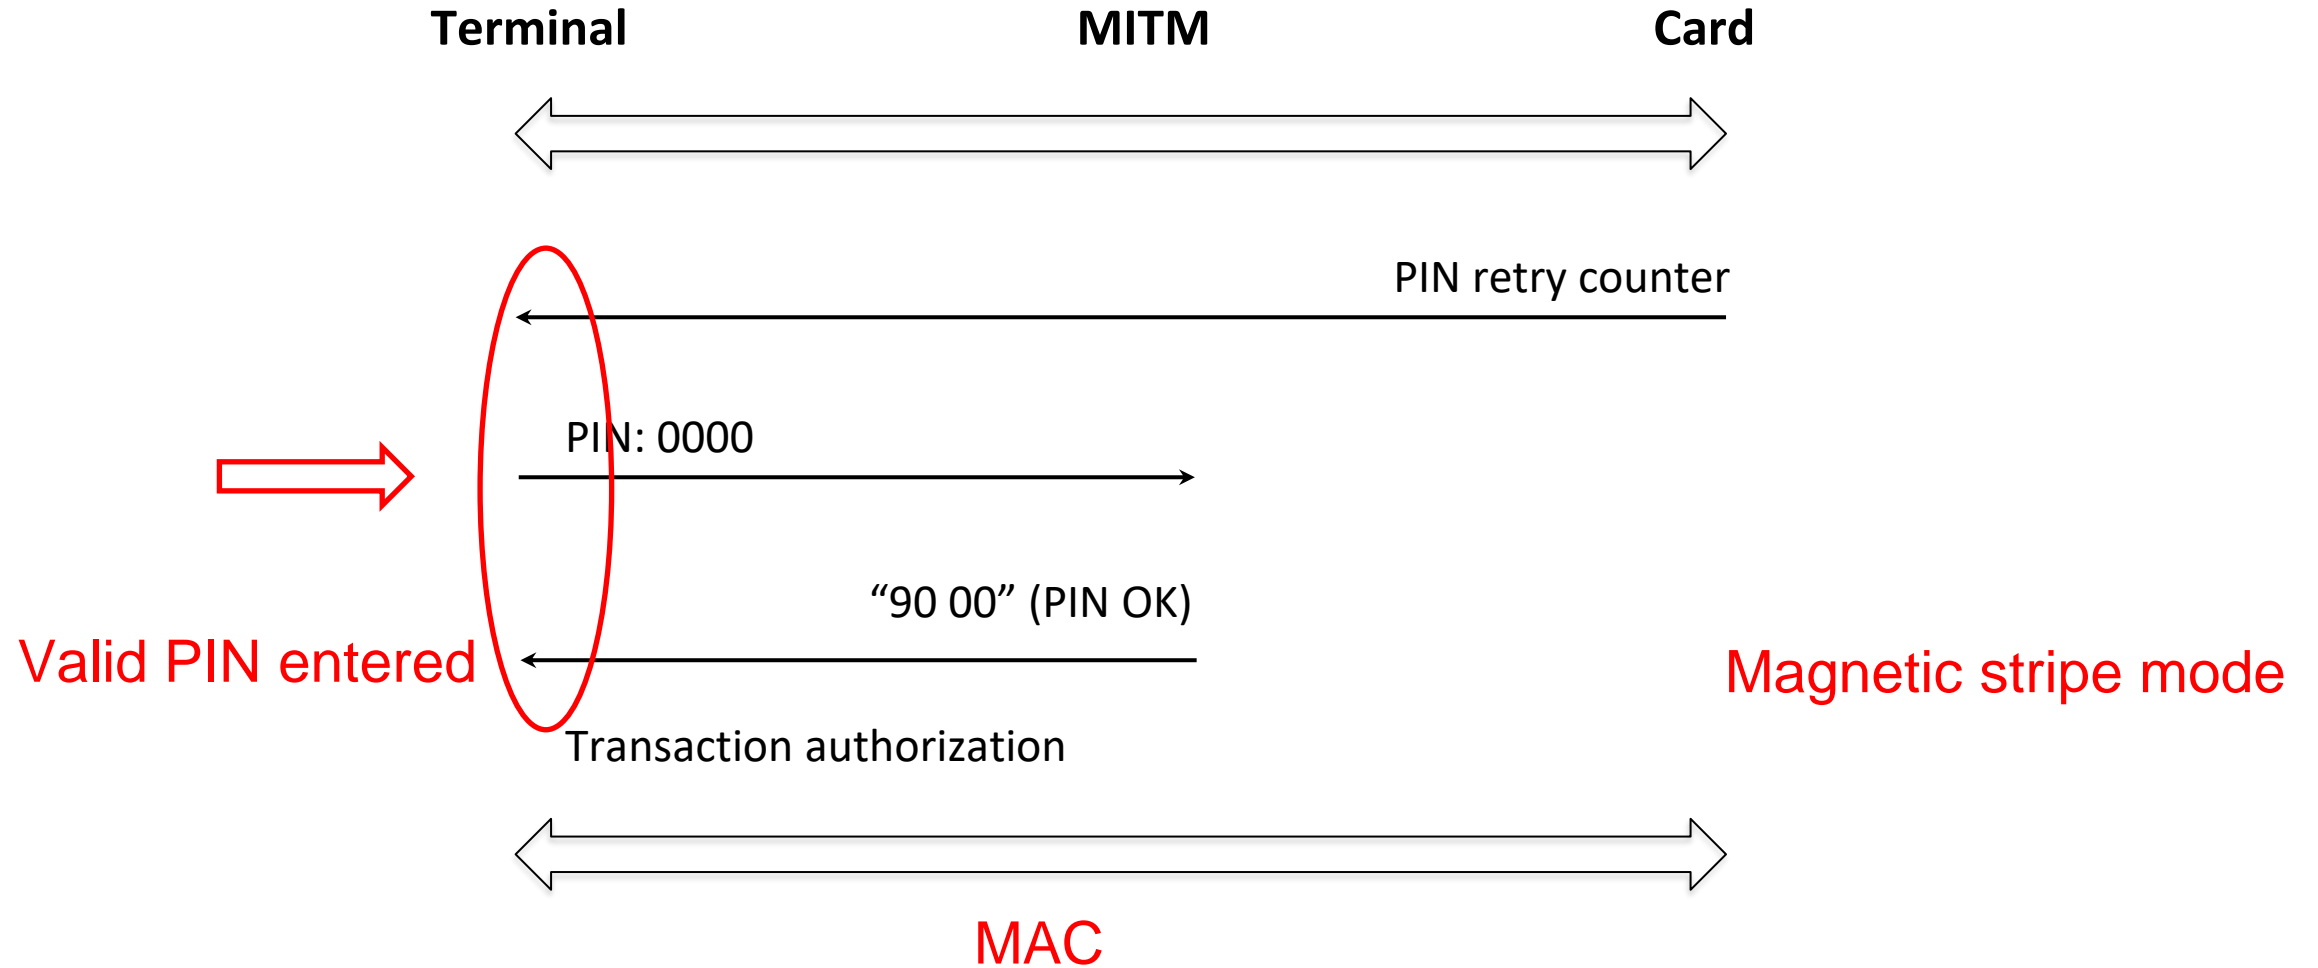 Terminal
MITM
Card
PIN retry counter
PIN: 0000
“90 00” (PIN OK)
Valid PIN entered
Magnetic stripe mode
Transaction authorization
MAC